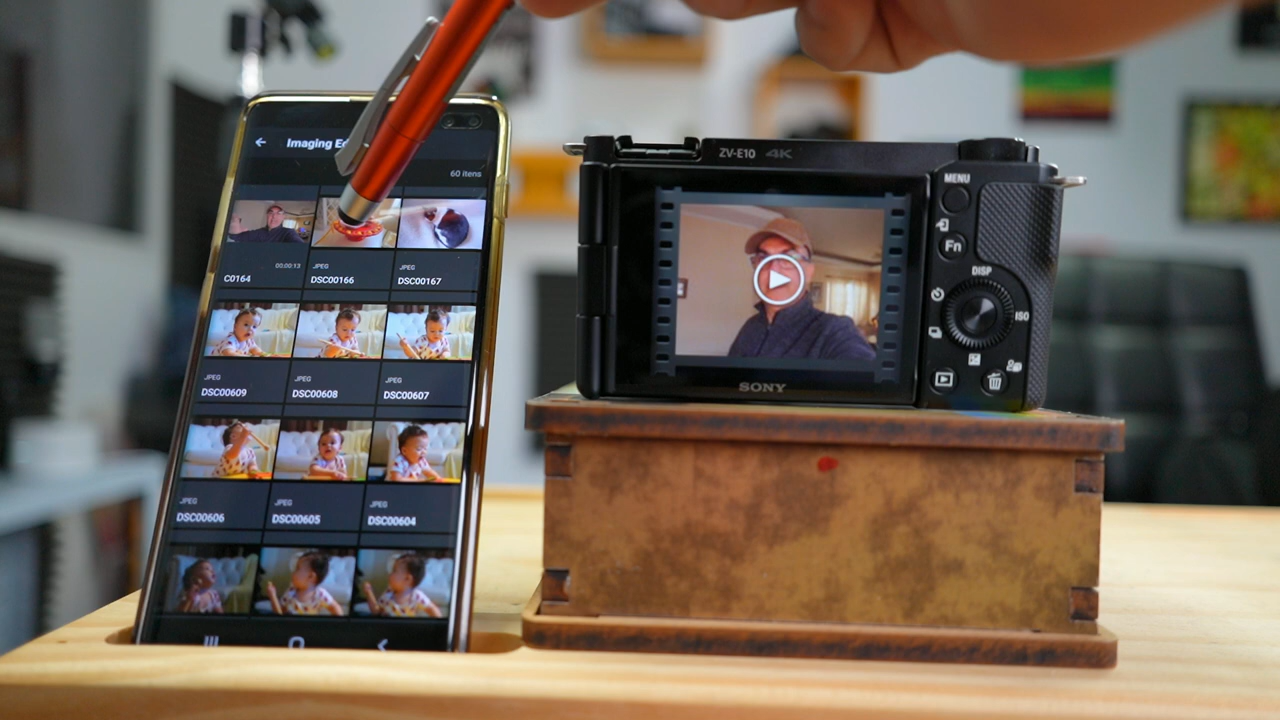 Imaging Ed
60 itens
00:00:13
C0164
JPEG
DSC00166
JPEG
DSC00167
JPEG
DSC00609
JPEG
DSC00608
JPEG
DSC00607
JPEG
DSC00606
JPEG
DSC00605
JPEG
DSC00604
ZV-E10 4K
MENU
Fn
DISP
ISO
SONY